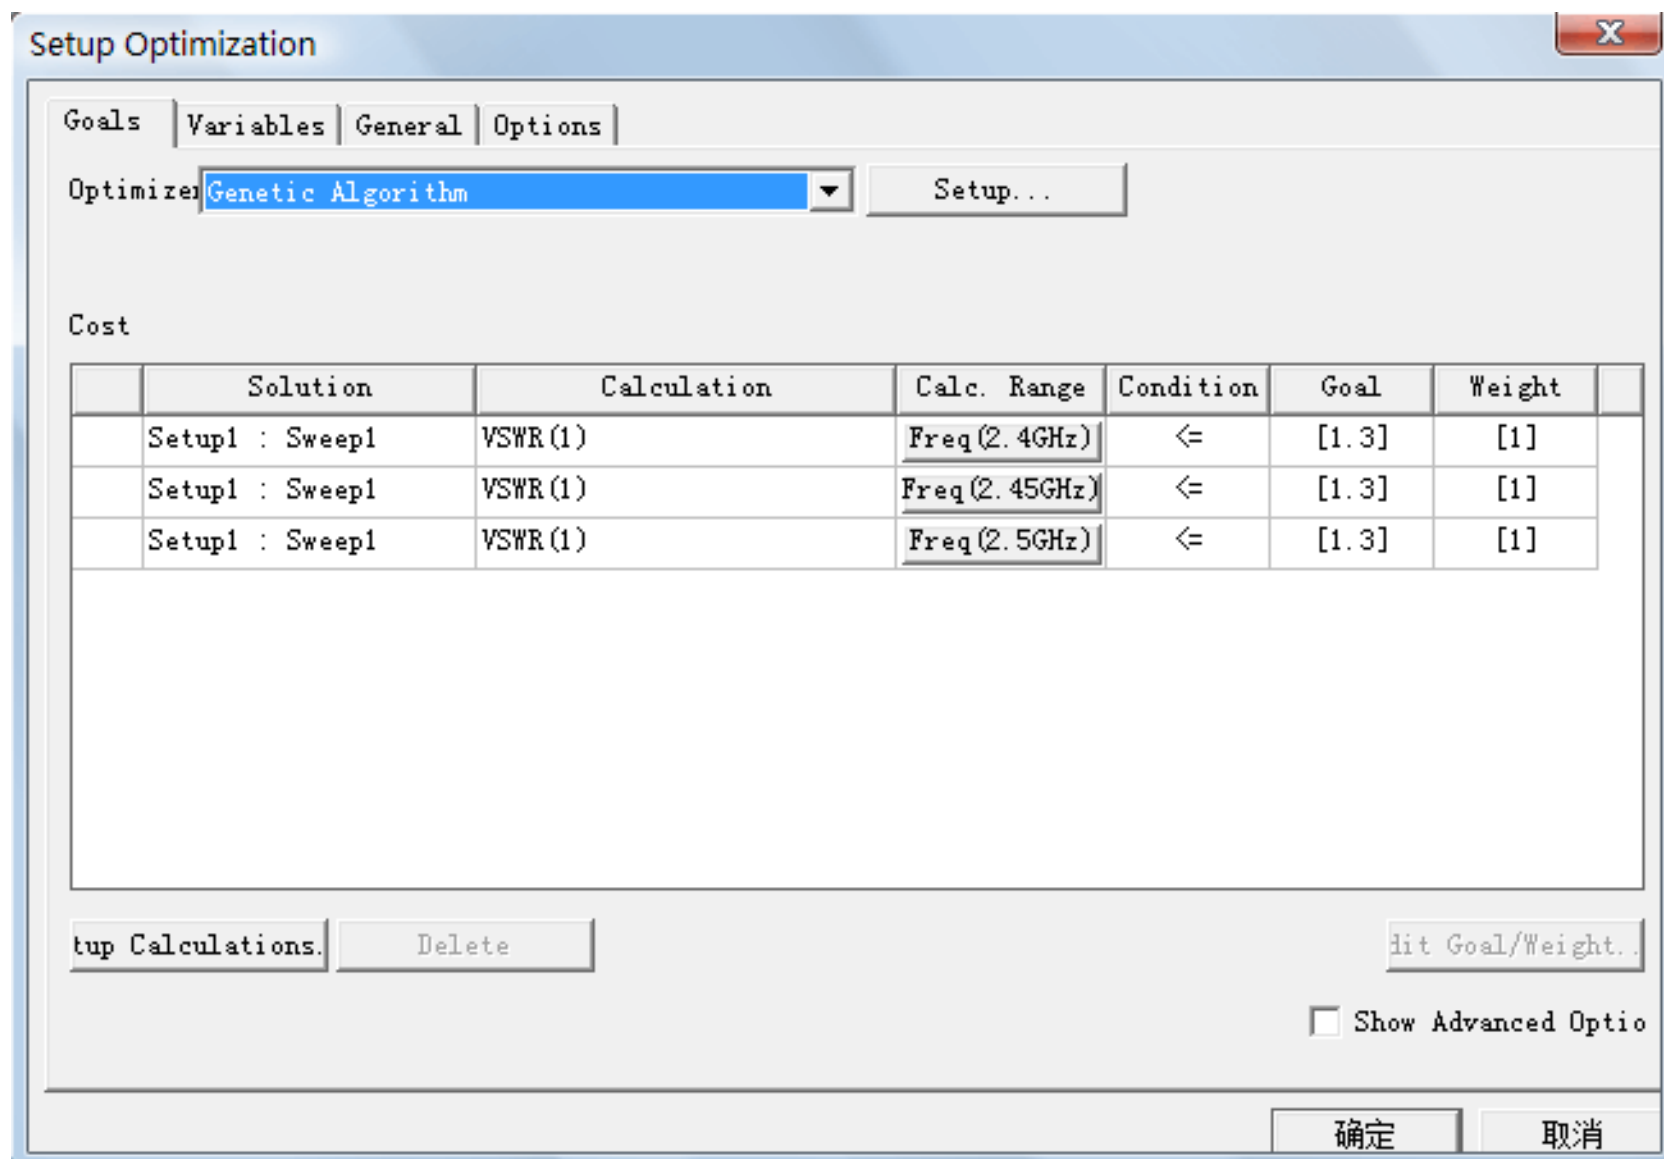 Setup Optimization
Goals Variables General Options
Optimizer Genetic Algorithm Setup...
Cost
Solution Calculation Calc. Range Condition Goal Weight
Setup1 : Sweep1 VSWR(1) Freq(2.4GHz) <= [1.3] [1]
Setup1 : Sweep1 VSWR(1) Freq(2.45GHz) <= [1.3] [1]
Setup1 : Sweep1 VSWR(1) Freq(2.5GHz) <= [1.3] [1]
tup Calculations. Delete dit Goal/Weight..
Show Advanced Optio
确定 取消